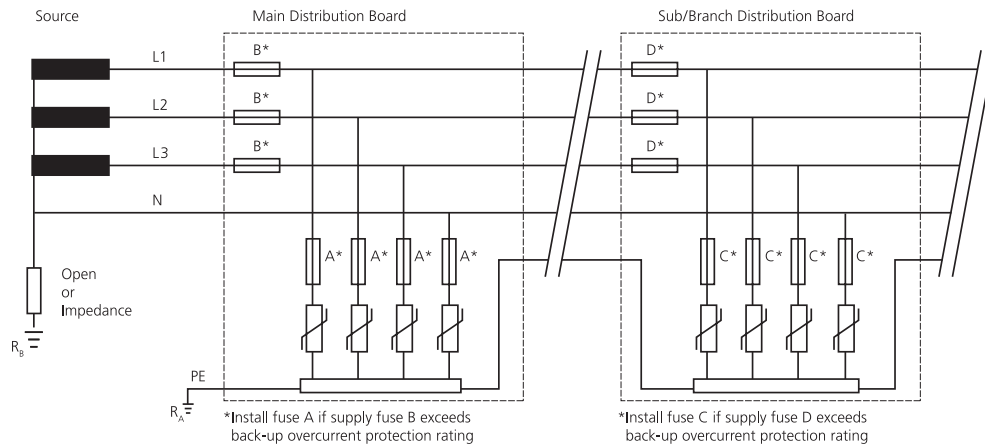 Source
Main Distribution Board
Sub/Branch Distribution Board
L1
B*
D*
L2
B*
D*
L3
B*
D*
N
A*
A*
A*
A*
C*
C*
C*
C*
Open
or
Impedance
RB
PE
RA
*Install fuse A if supply fuse B exceeds
back-up overcurrent protection rating
*Install fuse C if supply fuse D exceeds
back-up overcurrent protection rating